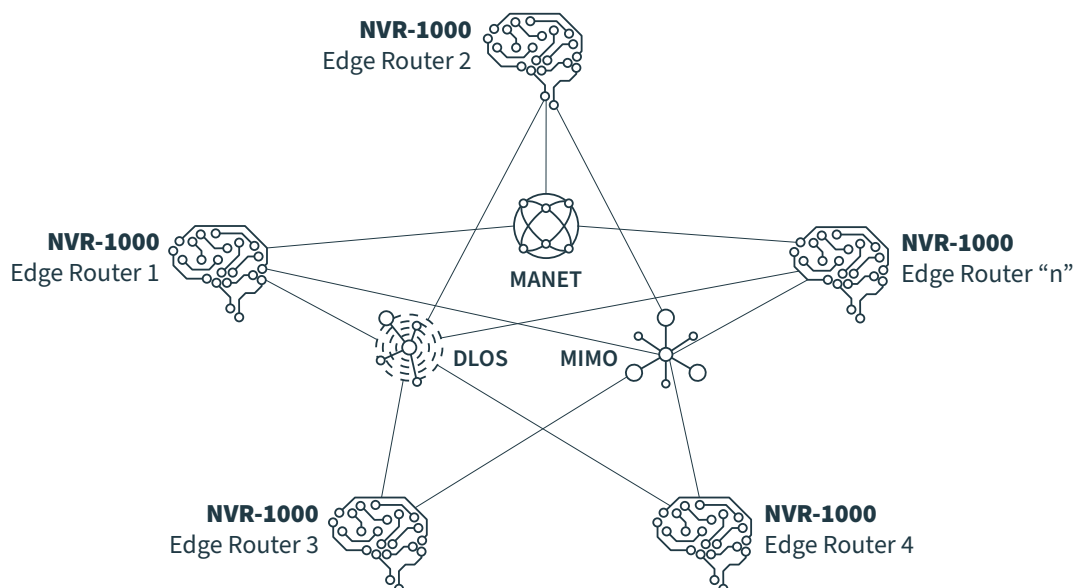 NVR-1000
Edge Router 2
NVR-1000
Edge Router 1
MANET
NVR-1000
Edge Router “n”
DLOS
MIMO
NVR-1000
Edge Router 3
NVR-1000
Edge Router 4